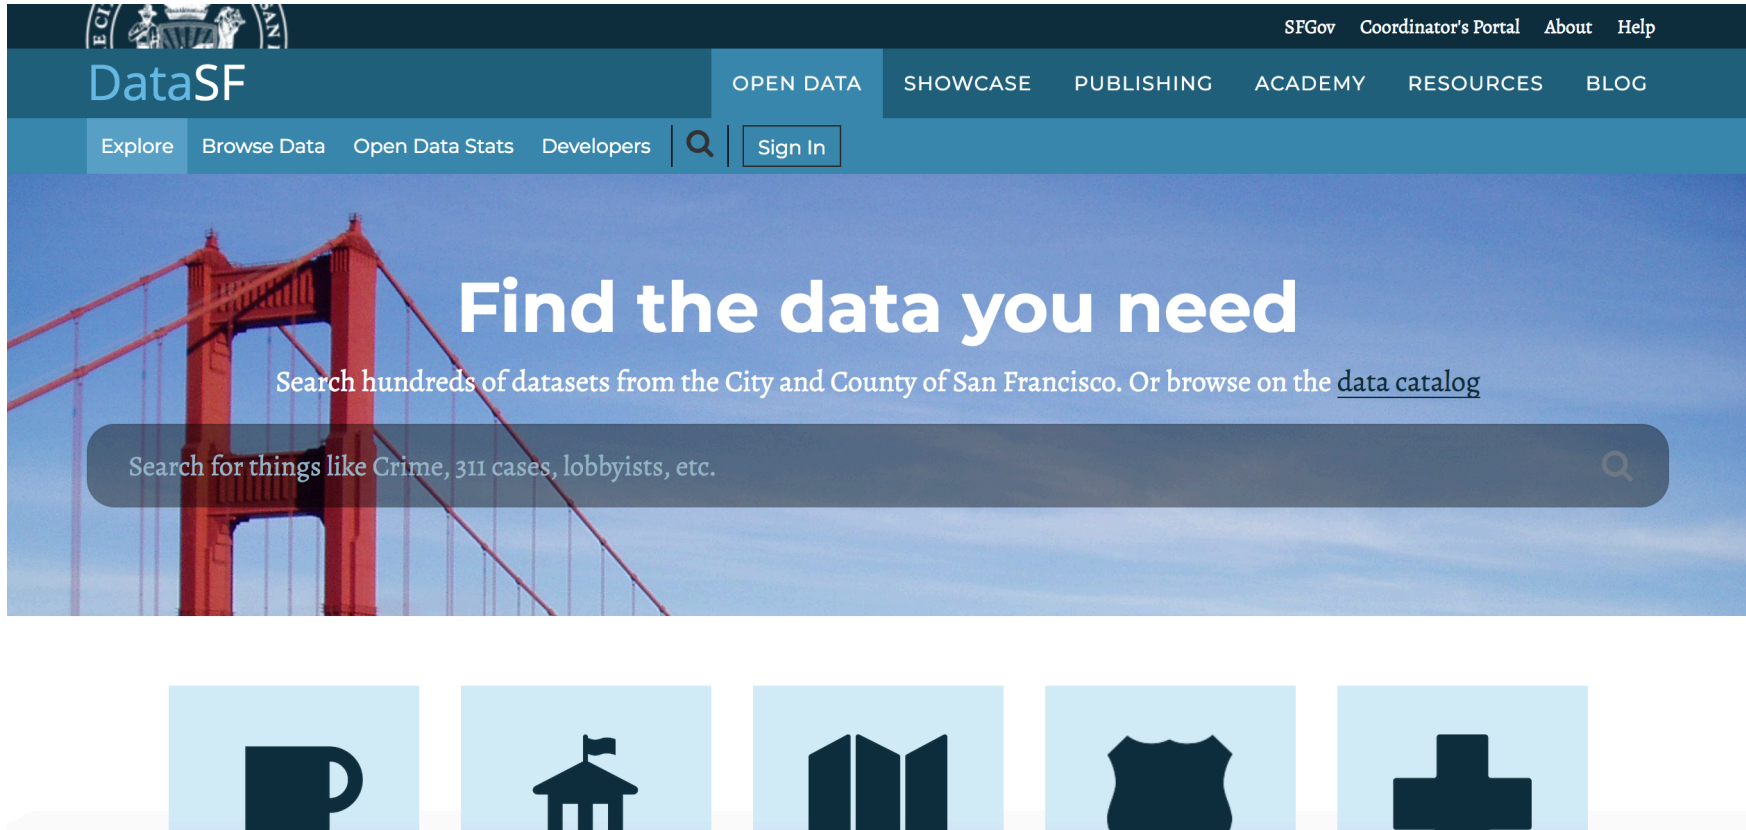 SFGov Coordinator's Portal About Help
DataSF
OPEN DATA SHOWCASE PUBLISHING ACADEMY RESOURCES BLOG
Explore Browse Data Open Data Stats Developers Sign In
Find the data you need
Search hundreds of datasets from the City and County of San Francisco. Or browse on the data catalog
Search for things like Crime, 311 cases, lobbyists, etc.